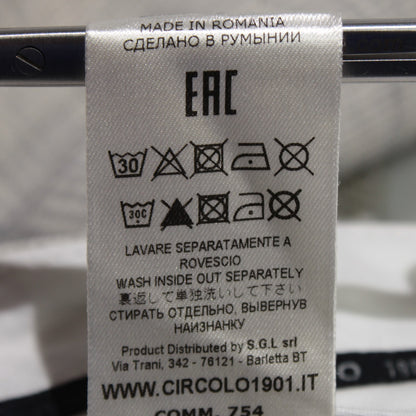 MADE IN ROMANIA
СДЕЛАНО В РУМЫНИИ
EAC
30
30C
LAVARE SEPARATAMENTE A
ROVESCIO
WASH INSIDE OUT SEPARATELY
裏返して単独洗いして下さい
СТИРАТЬ ОТДЕЛЬНО, ВЫВЕРНУВ
НАИЗНАНКУ
Product Distributed by S.G.L srl
Via Trani, 342 - 76121 - Barletta BT
WWW.CIRCOLO1901.IT
COMM. 754